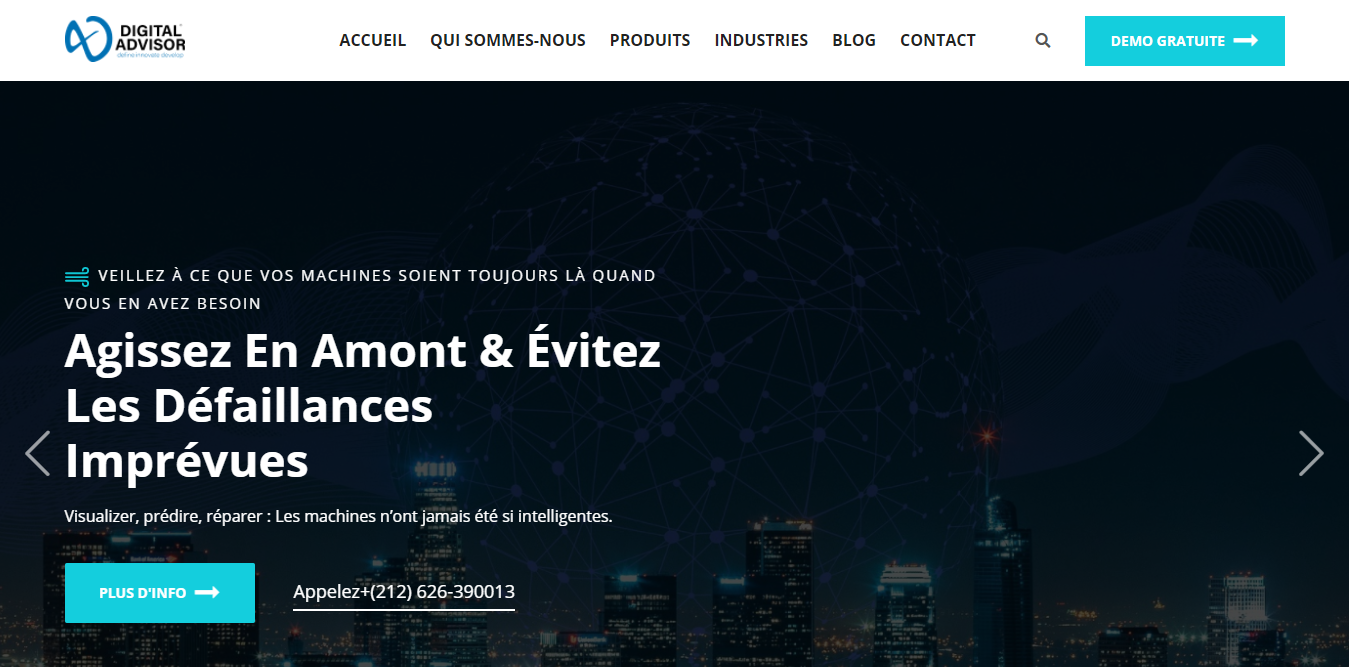 DIGITAL
ADVISOR
define innovate develop
ACCUEIL QUI SOMMES-NOUS PRODUITS INDUSTRIES BLOG CONTACT
DEMO GRATUITE
VEILLEZ À CE QUE VOS MACHINES SOIENT TOUJOURS LÀ QUAND
VOUS EN AVEZ BESOIN
Agissez En Amont & Évitez
Les Défaillances
Imprévues
Visualizer, prédire, réparer : Les machines n’ont jamais été si intelligentes.
PLUS D'INFO
Appelez+(212) 626-390013